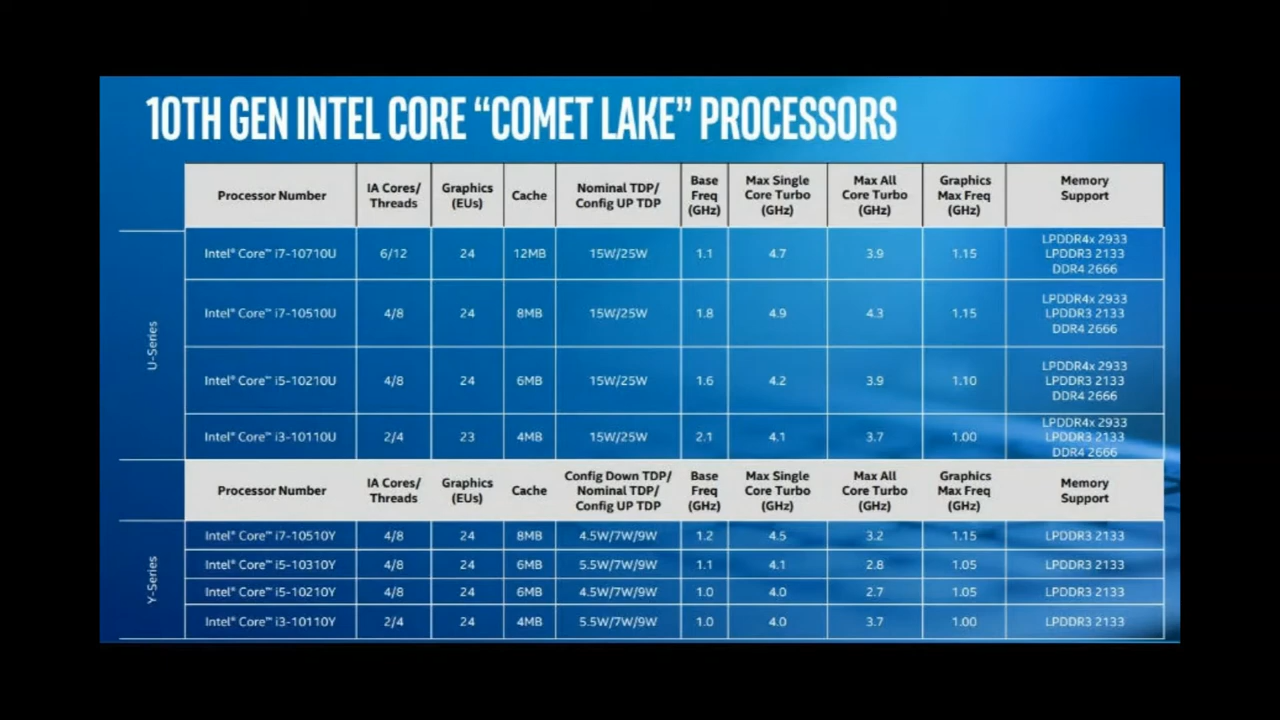 10TH GEN INTEL CORE “COMET LAKE” PROCESSORS
Processor Number IA Cores/ Threads Graphics (EUs) Cache Nominal TDP/ Config UP TDP Base Freq (GHz) Max Single Core Turbo (GHz) Max All Core Turbo (GHz) Graphics Max Freq (GHz) Memory Support
U-Series
Intel® Core™ i7-10710U 6/12 24 12MB 15W/25W 1.1 4.7 3.9 1.15 LPDDR4x 2933 LPDDR3 2133 DDR4 2666
Intel® Core™ i7-10510U 4/8 24 8MB 15W/25W 1.8 4.9 4.3 1.15 LPDDR4x 2933 LPDDR3 2133 DDR4 2666
Intel® Core™ i5-10210U 4/8 24 6MB 15W/25W 1.6 4.2 3.9 1.10 LPDDR4x 2933 LPDDR3 2133 DDR4 2666
Intel® Core™ i3-10110U 2/4 23 4MB 15W/25W 2.1 4.1 3.7 1.00 LPDDR4x 2933 LPDDR3 2133 DDR4 2666
Processor Number IA Cores/ Threads Graphics (EUs) Cache Config Down TDP/ Nominal TDP/ Config UP TDP Base Freq (GHz) Max Single Core Turbo (GHz) Max All Core Turbo (GHz) Graphics Max Freq (GHz) Memory Support
Y-Series
Intel® Core™ i7-10510Y 4/8 24 8MB 4.5W/7W/9W 1.2 4.5 3.2 1.15 LPDDR3 2133
Intel® Core™ i5-10310Y 4/8 24 6MB 5.5W/7W/9W 1.1 4.1 2.8 1.05 LPDDR3 2133
Intel® Core™ i5-10210Y 4/8 24 6MB 4.5W/7W/9W 1.0 4.0 2.7 1.05 LPDDR3 2133
Intel® Core™ i3-10110Y 2/4 24 4MB 5.5W/7W/9W 1.0 4.0 3.7 1.00 LPDDR3 2133